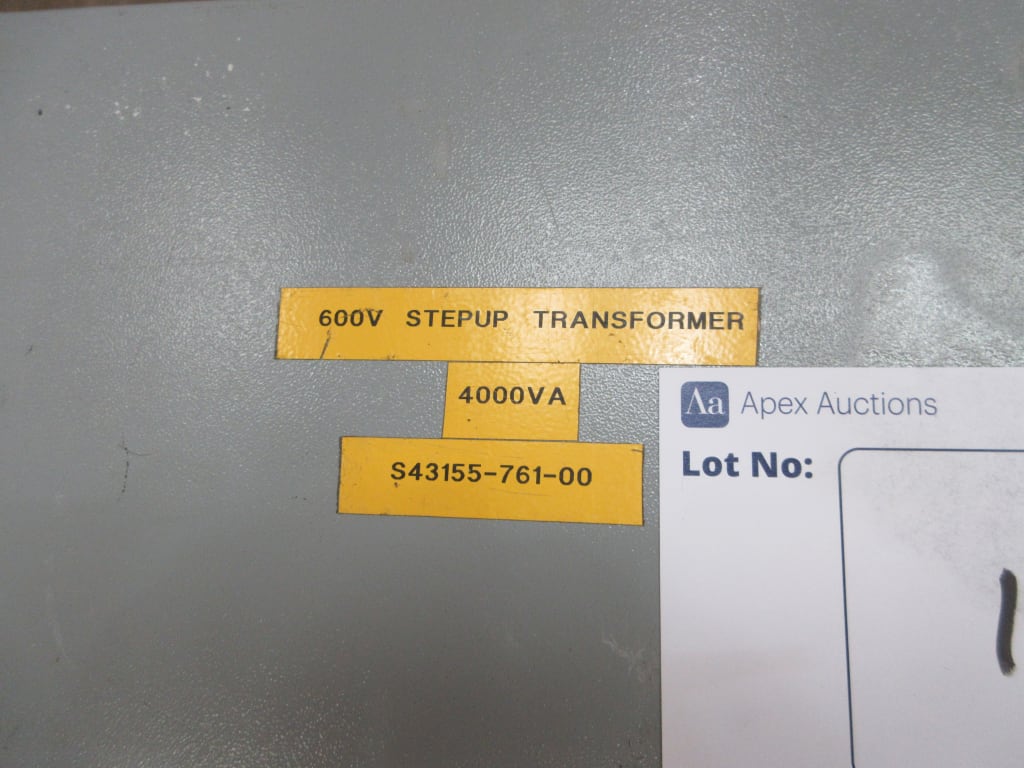 600V STEPUP TRANSFORMER
4000VA
S43155-761-00
Aa Apex Auctions
Lot No: